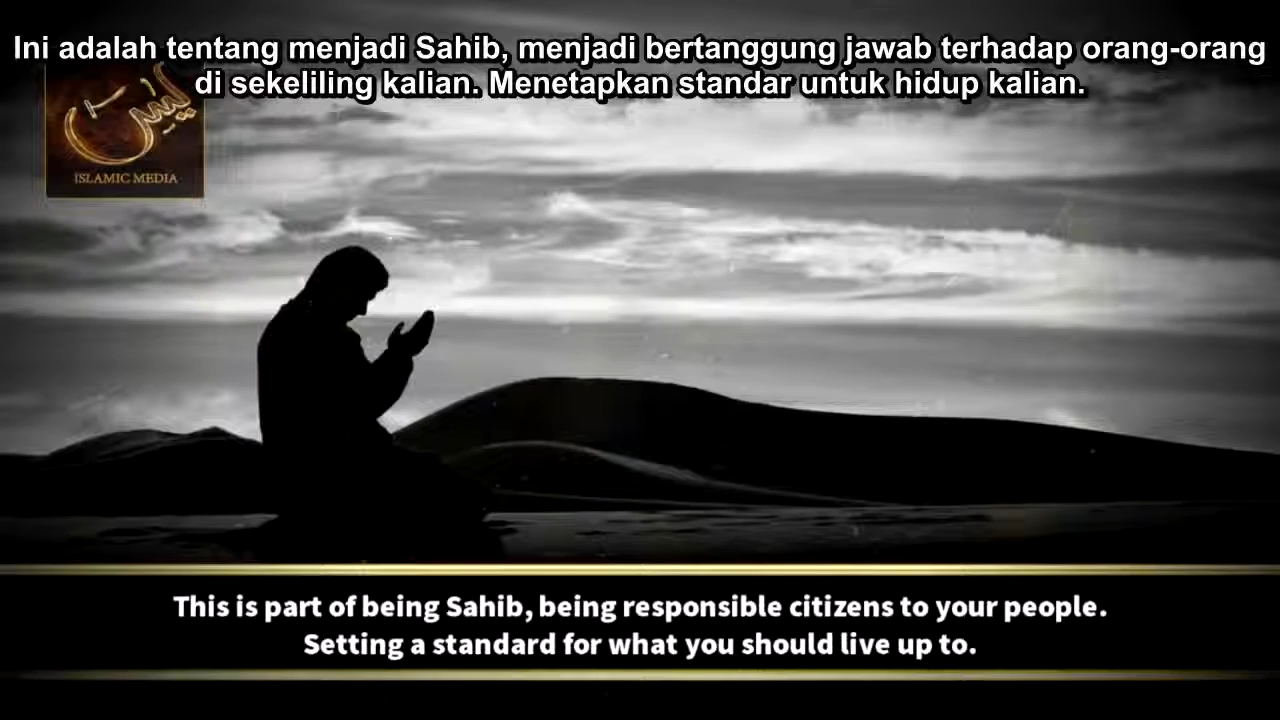 Ini adalah tentang menjadi Sahib, menjadi bertanggung jawab terhadap orang-orang
di sekeliling kalian. Menetapkan standar untuk hidup kalian.
ISLAMIC MEDIA
This is part of being Sahib, being responsible citizens to your people.
Setting a standard for what you should live up to.